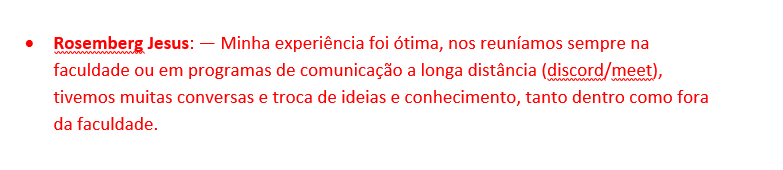 • Rosemberg Jesus: — Minha experiência foi ótima, nos reuníamos sempre na
faculdade ou em programas de comunicação a longa distância (discord/meet),
tivemos muitas conversas e troca de ideias e conhecimento, tanto dentro como fora
da faculdade.